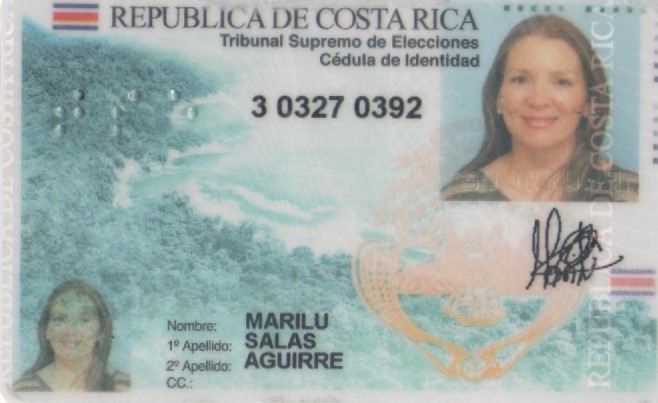 REPUBLICA DE COSTA RICA
Tribunal Supremo de Elecciones
Cédula de Identidad
3 0327 0392
Nombre: MARILU
1º Apellido: SALAS
2º Apellido: AGUIRRE
CC.:
REPUBLICA DE COSTA RICA